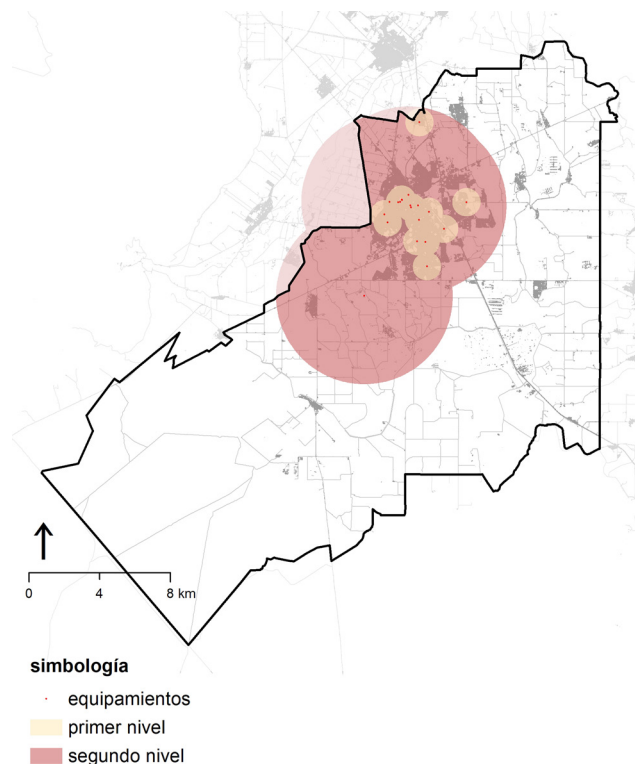 0 4 8 km
simbología
equipamientos
primer nivel
segundo nivel